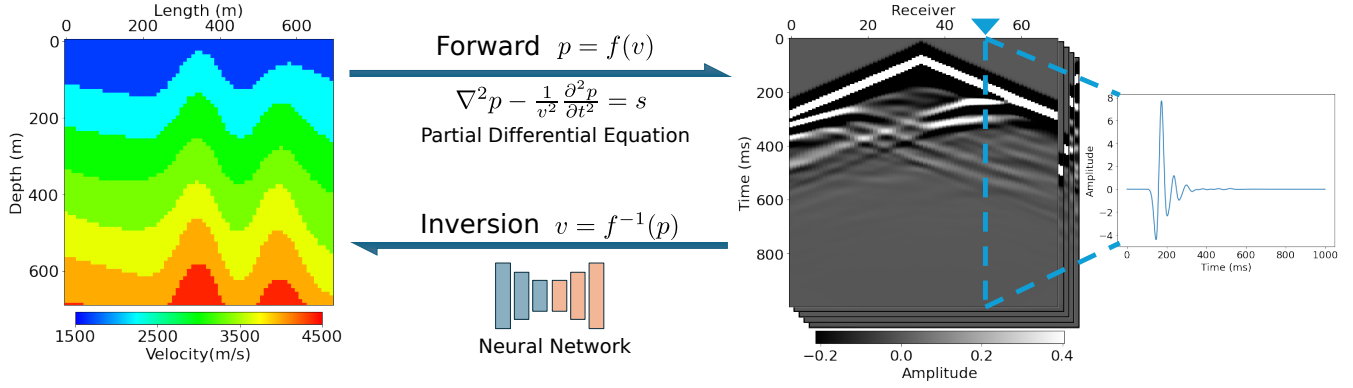 Length (m)
0 200 400 600
Depth (m)
0
200
400
600
1500 2500 3500 4500
Velocity(m/s)
Forward p = f(v)
∇²p − 1/v² ∂²p/∂t² = s
Partial Differential Equation
Inversion v = f⁻¹(p)
Neural Network
Receiver
0 20 40 60
Time (ms)
0
200
400
600
800
−0.2 0.0 0.2 0.4
Amplitude
Amplitude
8
6
4
2
0
−2
−4
0 200 400 600 800 1000
Time (ms)